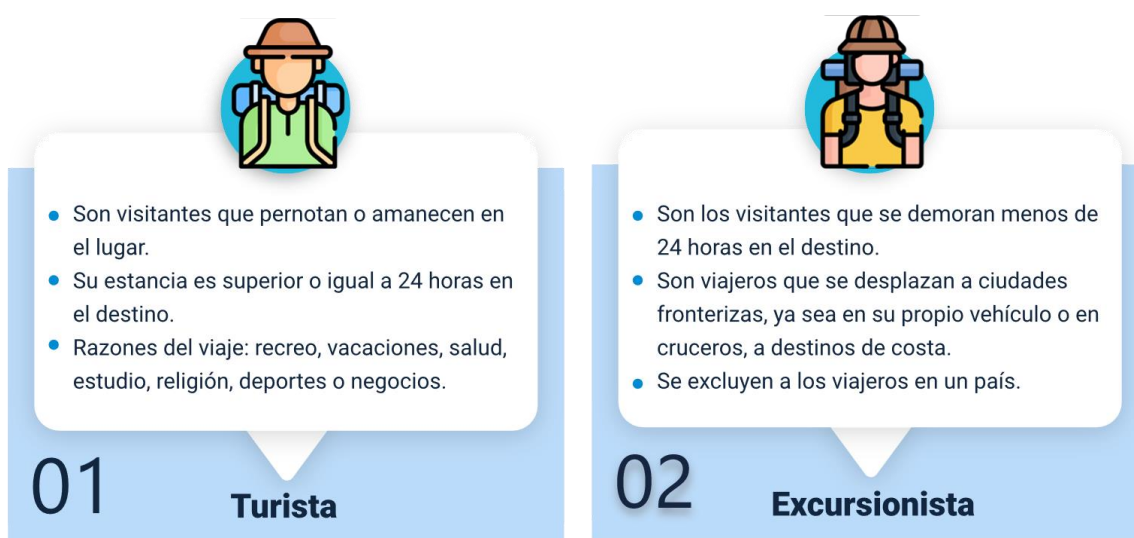 Son visitantes que pernotan o amanecen en
el lugar.
Su estancia es superior o igual a 24 horas en
el destino.
Razones del viaje: recreo, vacaciones, salud,
estudio, religión, deportes o negocios.
01
Turista
Son los visitantes que se demoran menos de
24 horas en el destino.
Son viajeros que se desplazan a ciudades
fronterizas, ya sea en su propio vehículo o en
cruceros, a destinos de costa.
Se excluyen a los viajeros en un país.
02
Excursionista